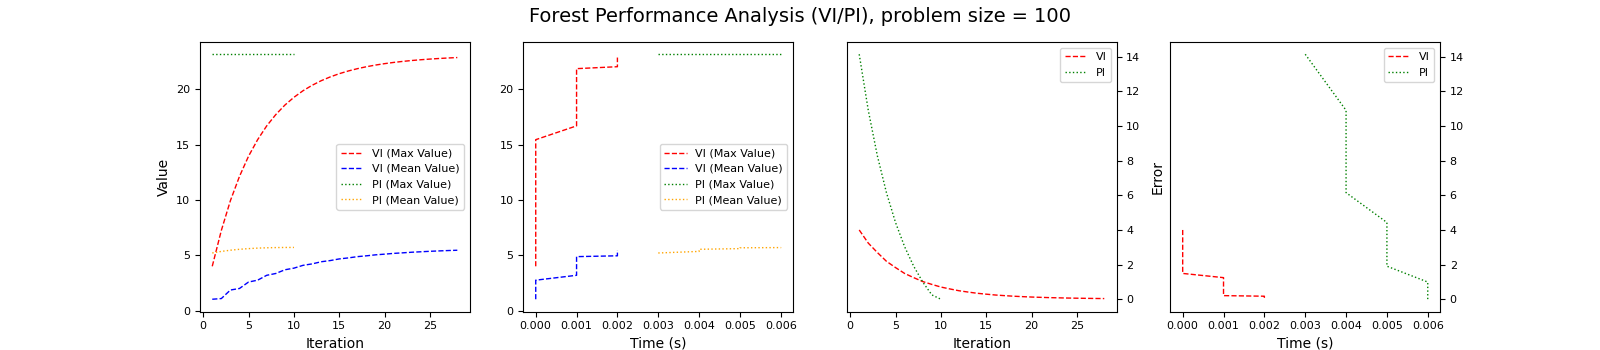 Forest Performance Analysis (VI/PI), problem size = 100
Value
20
15
10
5
0
VI (Max Value)
VI (Mean Value)
PI (Max Value)
PI (Mean Value)
0 5 10 15 20 25
Iteration
20
15
10
5
0
VI (Max Value)
VI (Mean Value)
PI (Max Value)
PI (Mean Value)
0.000 0.001 0.002 0.003 0.004 0.005 0.006
Time (s)
VI
PI
14
12
10
8
6
4
2
0
0 5 10 15 20 25
Iteration
Error
VI
PI
14
12
10
8
6
4
2
0
0.000 0.001 0.002 0.003 0.004 0.005 0.006
Time (s)